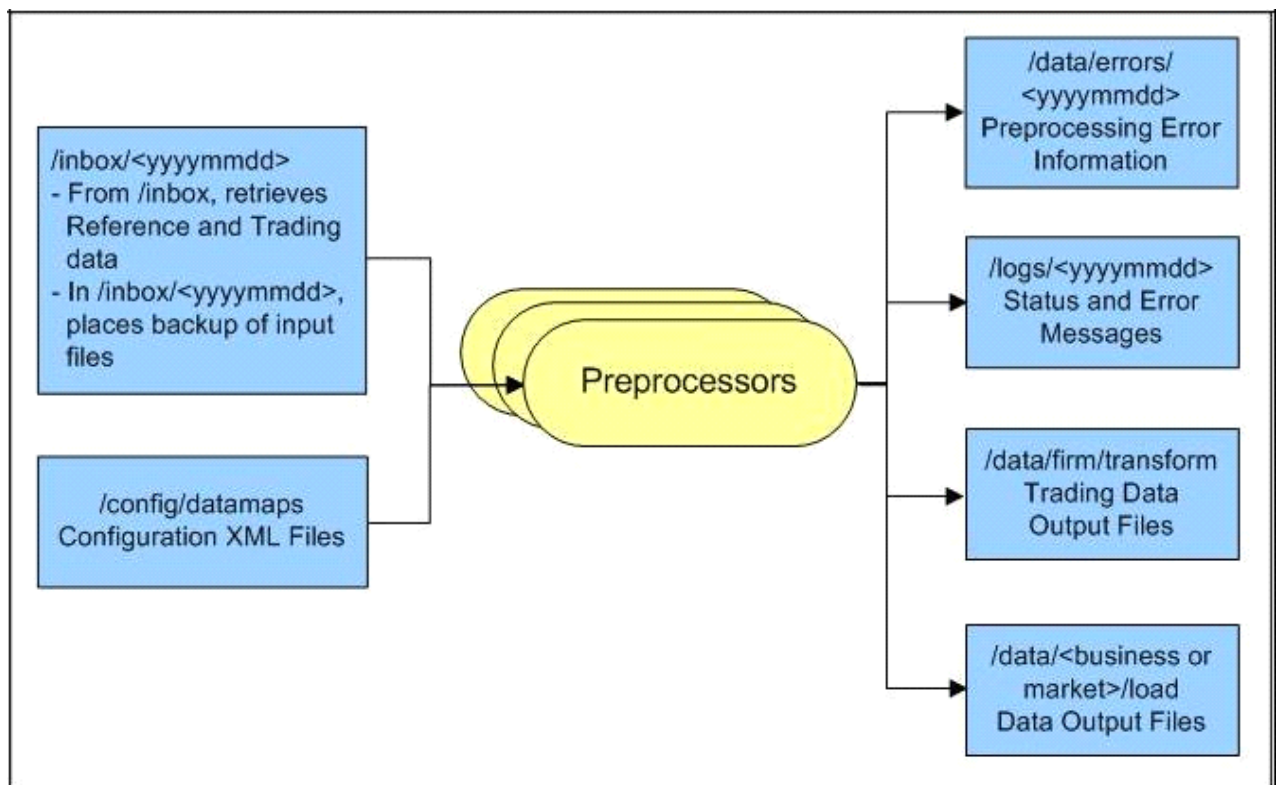 /inbox/<yyyymmdd>
- From /inbox, retrieves
Reference and Trading
data
- In /inbox/<yyyymmdd>,
places backup of input
files
/config/datamaps
Configuration XML Files
Preprocessors
/data/errors/
<yyyymmdd>
Preprocessing Error
Information
/logs/<yyyymmdd>
Status and Error
Messages
/data/firm/transform
Trading Data
Output Files
/data/<business or
market>/load
Data Output Files